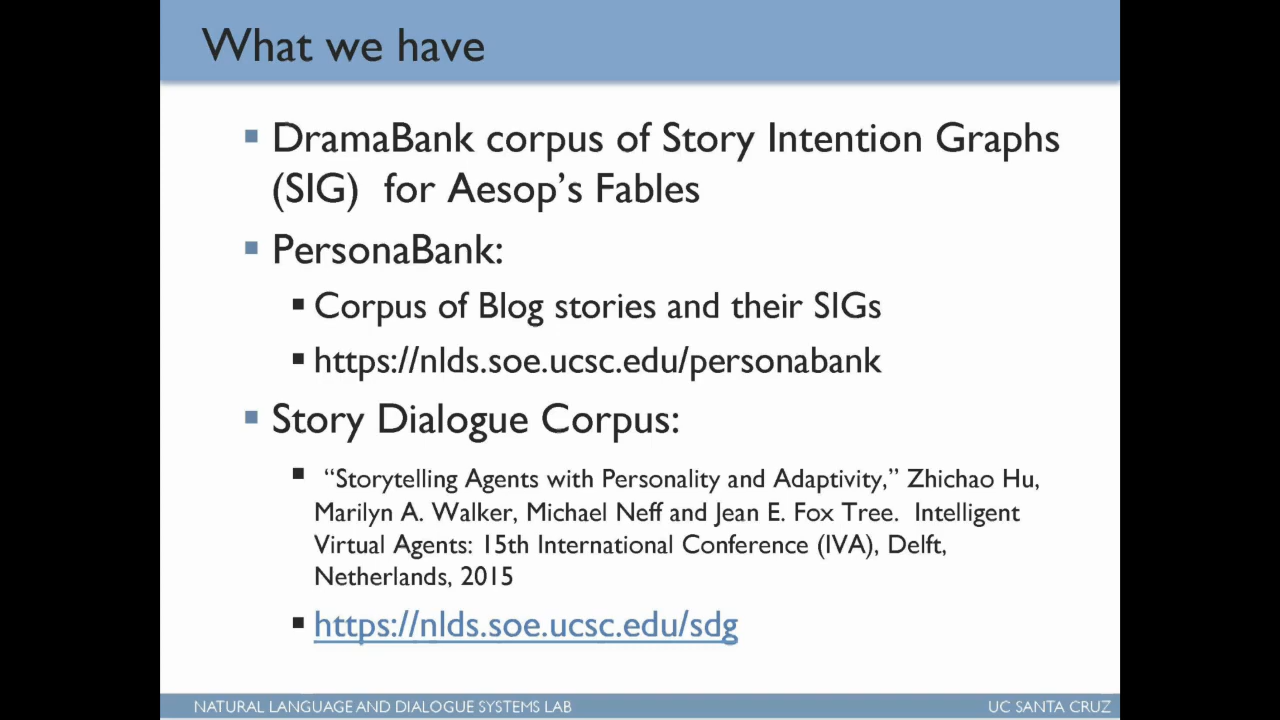 What we have
▪ DramaBank corpus of Story Intention Graphs
(SIG) for Aesop's Fables
▪ PersonaBank:
▪ Corpus of Blog stories and their SIGs
▪ https://nlds.soe.ucsc.edu/personabank
▪ Story Dialogue Corpus:
▪ “Storytelling Agents with Personality and Adaptivity,” Zhichao Hu,
Marilyn A. Walker, Michael Neff and Jean E. Fox Tree. Intelligent
Virtual Agents: 15th International Conference (IVA), Delft,
Netherlands, 2015
▪ https://nlds.soe.ucsc.edu/sdg
NATURAL LANGUAGE AND DIALOGUE SYSTEMS LAB
UC SANTA CRUZ